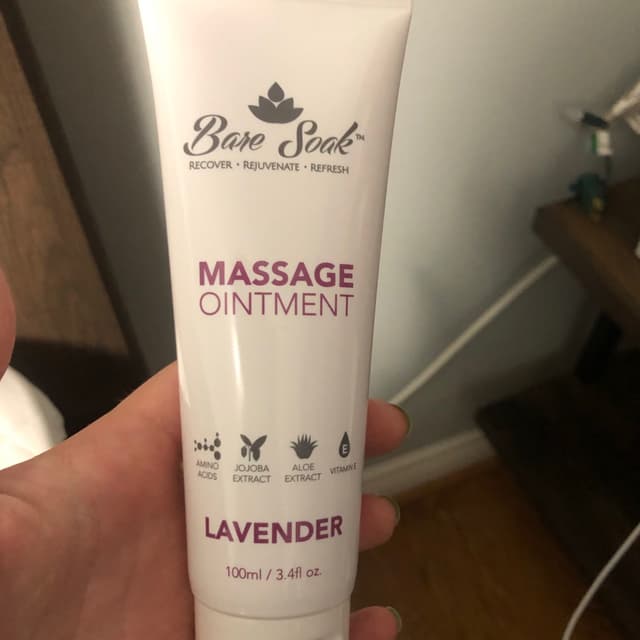 Bare Soak™
RECOVER • REJUVENATE • REFRESH
MASSAGE
OINTMENT
AMINO
ACIDS
JOJOBA
EXTRACT
ALOE
EXTRACT
E
VITAMIN E
LAVENDER
100ml / 3.4fl oz.